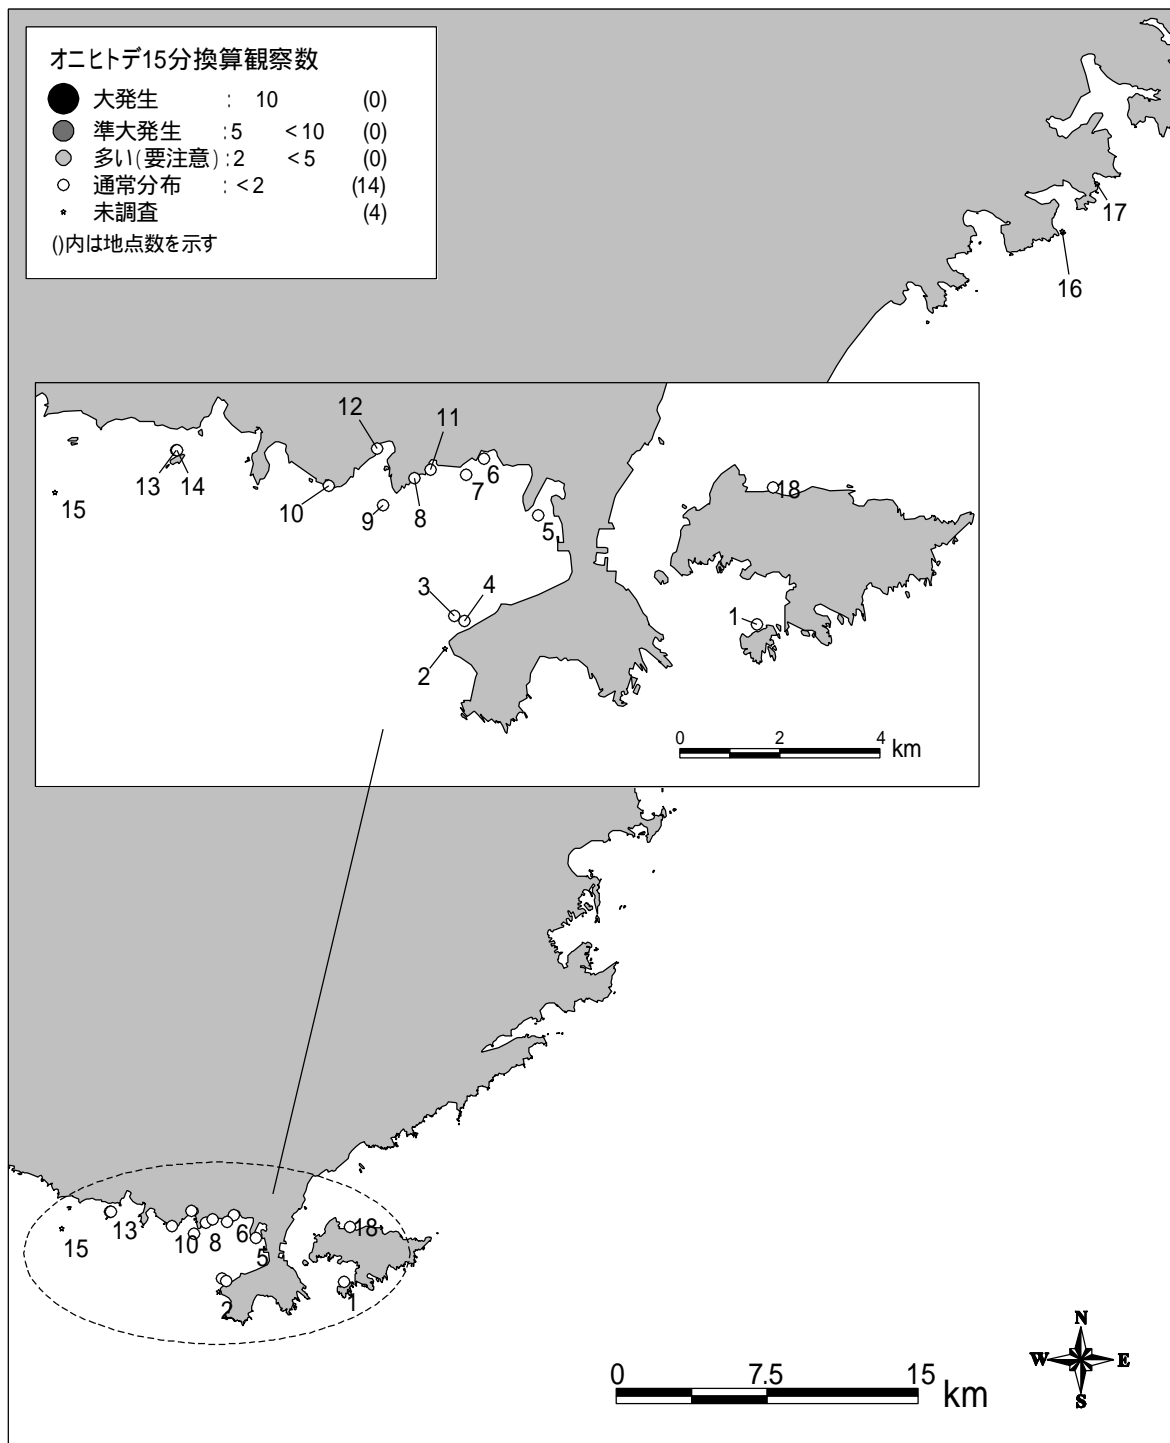 オニヒトデ15分換算観察数
大発生 : 10 (0)
準大発生 :5 <10 (0)
多い(要注意):2 <5 (0)
通常分布 :<2 (14)
未調査 (4)
()内は地点数を示す
17
16
12
11
13
14
10
9
8
7
6
15
5
18
3
4
2
1
0 2 4
km
13
15
10
8
6
5
18
2
1
0 7.5 15
km
N
W E
S